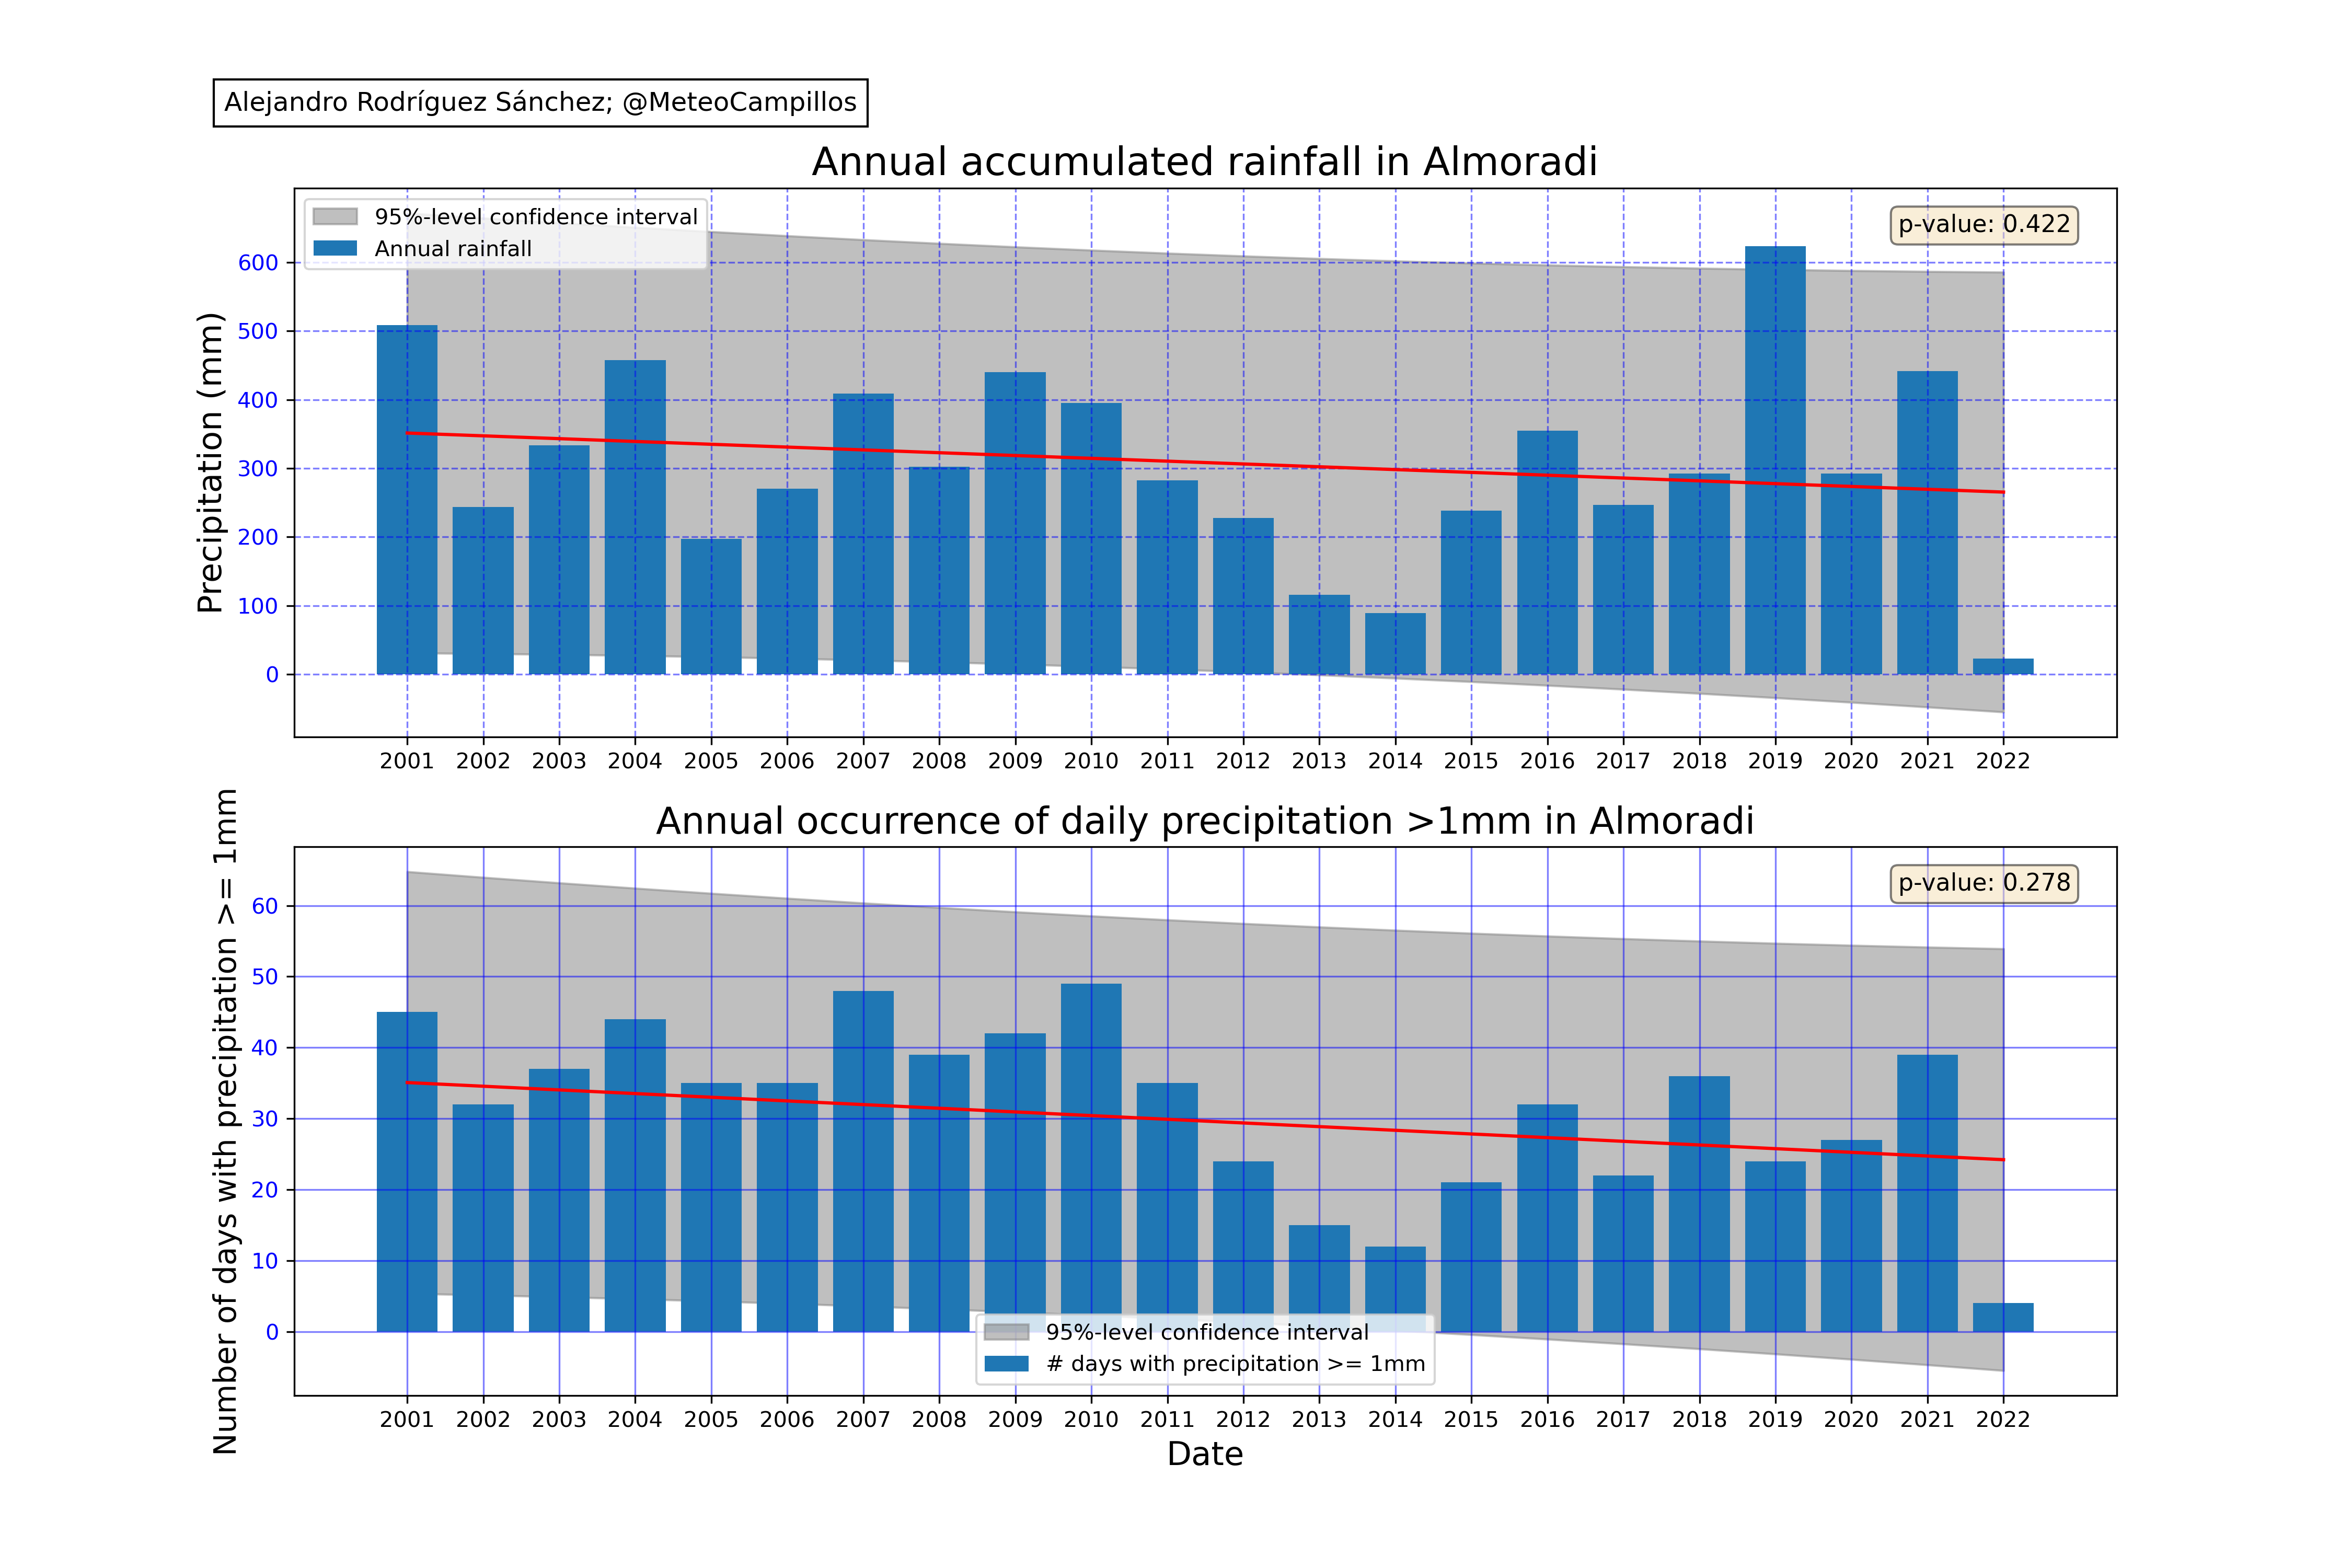 Alejandro Rodríguez Sánchez; @MeteoCampillos
Annual accumulated rainfall in Almoradi
95%-level confidence interval
Annual rainfall
p-value: 0.422
Precipitation (mm)
600
500
400
300
200
100
0
2001 2002 2003 2004 2005 2006 2007 2008 2009 2010 2011 2012 2013 2014 2015 2016 2017 2018 2019 2020 2021 2022
Annual occurrence of daily precipitation >1mm in Almoradi
p-value: 0.278
Number of days with precipitation >= 1mm
60
50
40
30
20
10
0
95%-level confidence interval
# days with precipitation >= 1mm
2001 2002 2003 2004 2005 2006 2007 2008 2009 2010 2011 2012 2013 2014 2015 2016 2017 2018 2019 2020 2021 2022
Date